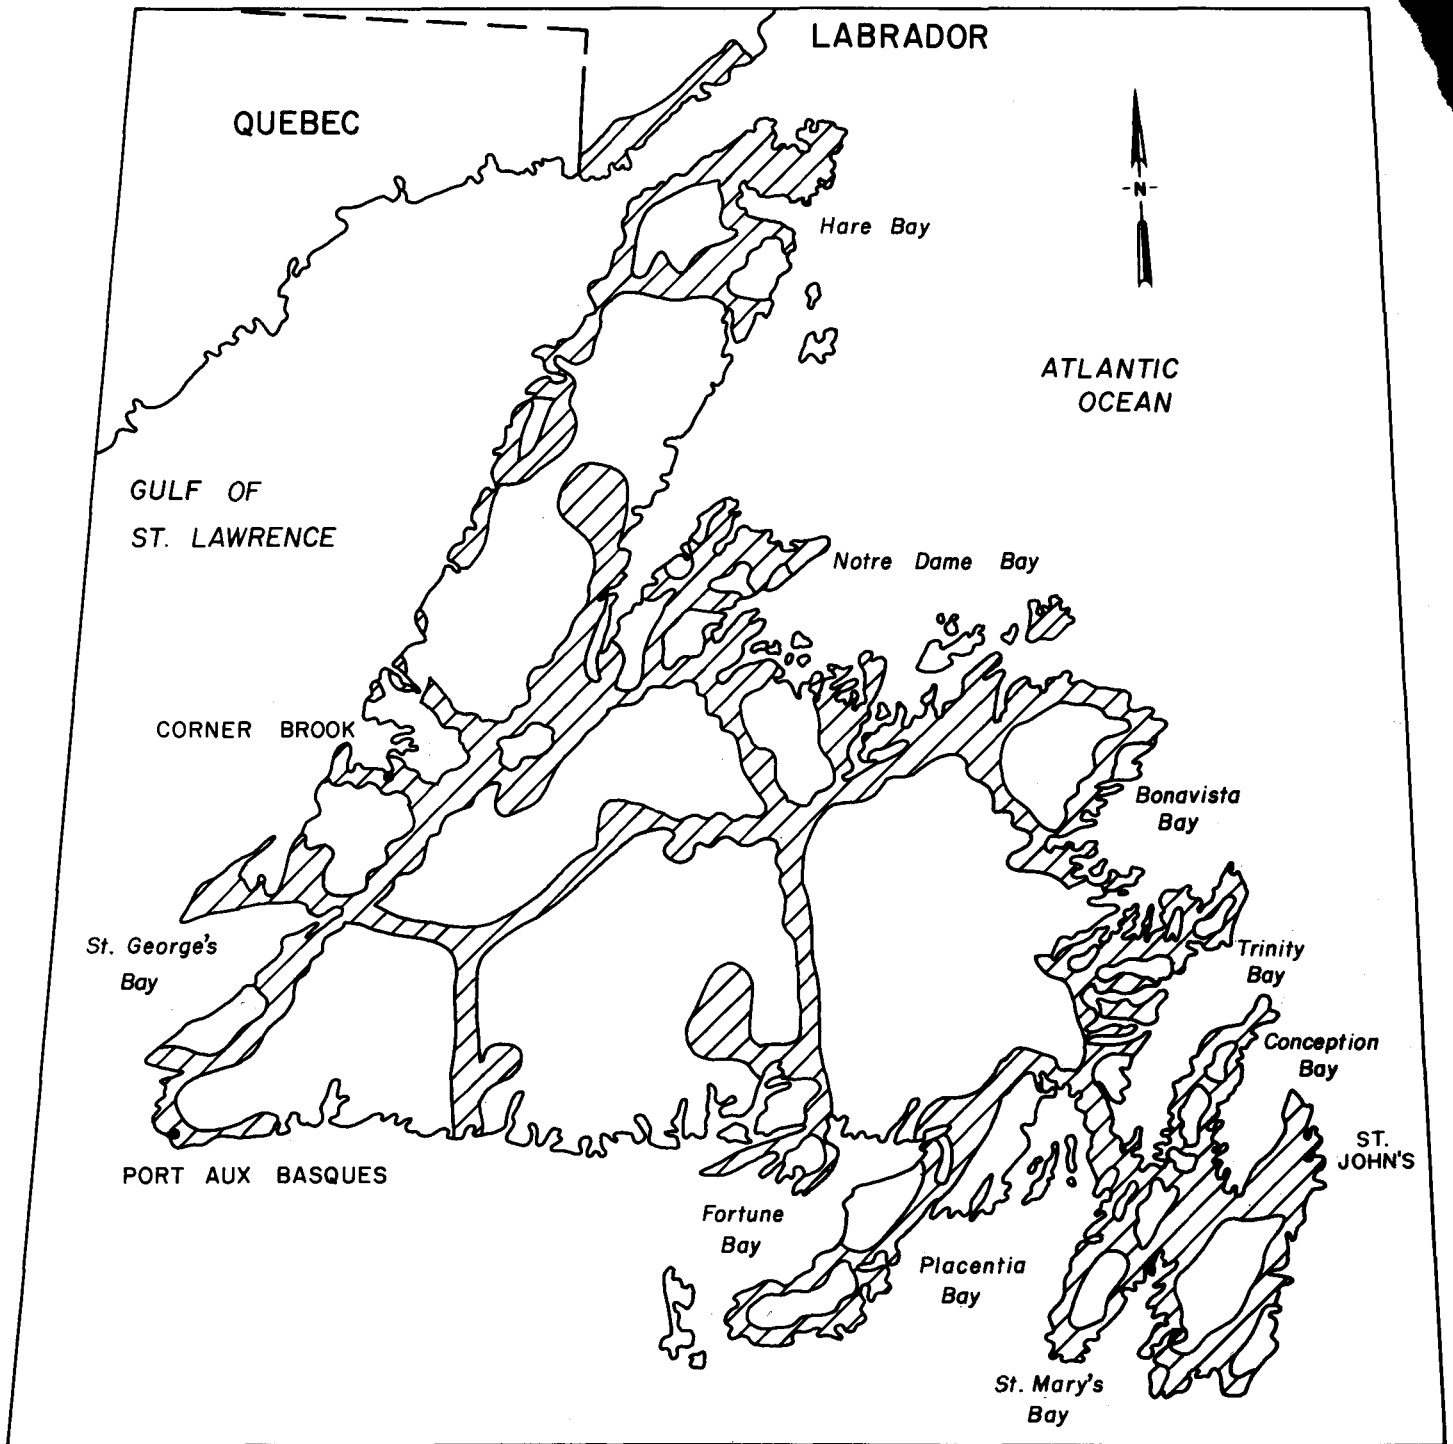 LABRADOR
QUEBEC
-N-
Hare Bay
ATLANTIC
OCEAN
GULF OF
ST. LAWRENCE
Notre Dame Bay
CORNER BROOK
Bonavista
Bay
St. George's
Bay
Trinity
Bay
Conception
Bay
ST.
JOHN'S
PORT AUX BASQUES
Fortune
Bay
Placentia
Bay
St. Mary's
Bay